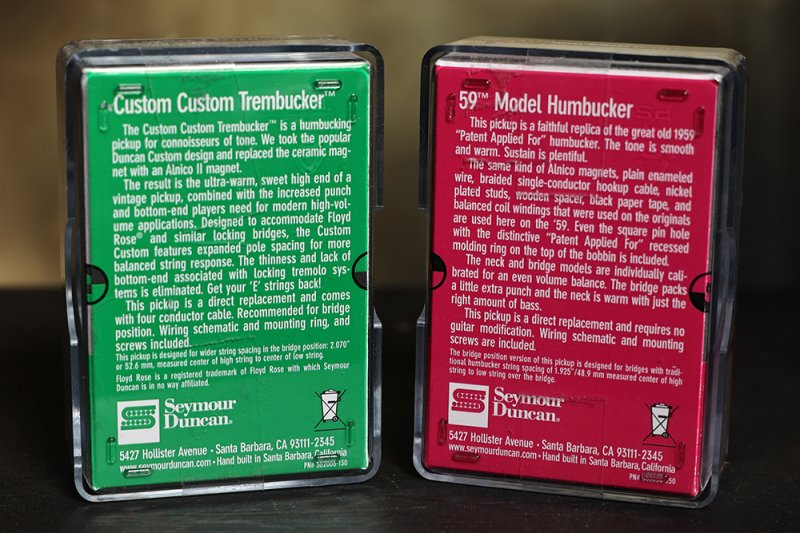 Custom Custom Trembucker™
The Custom Custom Trembucker™ is a humbucking
pickup for connoisseurs of tone. We took the popular
Duncan Custom design and replaced the ceramic mag-
net with an Alnico II magnet.
The result is the ultra-warm, sweet high end of a
vintage pickup, combined with the increased punch
and bottom-end players need for modern high-vol-
ume applications. Designed to accommodate Floyd
Rose® and similar locking bridges, the Custom
Custom features expanded pole spacing for more
balanced string response. The thinness and lack of
bottom-end associated with locking tremolo sys-
tems is eliminated. Get your 'E' strings back!
This pickup is a direct replacement and comes
with four conductor cable. Recommended for bridge
position. Wiring schematic and mounting ring, and
screws included.
This pickup is designed for wider string spacing in the bridge position: 2.070"
or 52.6 mm, measured center of high string to center of low string.
Floyd Rose is a registered trademark of Floyd Rose with which Seymour
Duncan is in no way affiliated.
Seymour
Duncan®
5427 Hollister Avenue • Santa Barbara, CA 93111-2345
www.seymourduncan.com • Hand built in Santa Barbara, California
PN#
59™ Model Humbucker
This pickup is a faithful replica of the great old 1959
"Patent Applied For" humbucker. The tone is smooth
and warm. Sustain is plentiful.
The same kind of Alnico magnets, plain enameled
wire, braided single-conductor hookup cable, nickel
plated studs, wooden spacer, black paper tape, and
balanced coil windings that were used on the originals
are used here on the '59. Even the square pin hole
with the distinctive "Patent Applied For" recessed
molding ring on the top of the bobbin is included.
The neck and bridge models are individually cali-
brated for an even volume balance. The bridge packs
a little extra punch and the neck is warm with just the
right amount of bass.
This pickup is a direct replacement and requires no
guitar modification. Wiring schematic and mounting
screws are included.
The bridge position version of this pickup is designed for bridges with tradi-
tional humbucker string spacing of 1.925"/48.9 mm measured center of high
string to low string over the bridge.
Seymour
Duncan®
5427 Hollister Avenue • Santa Barbara, CA 93111-2345
www.seymourduncan.com • Hand built in Santa Barbara, California
PN#